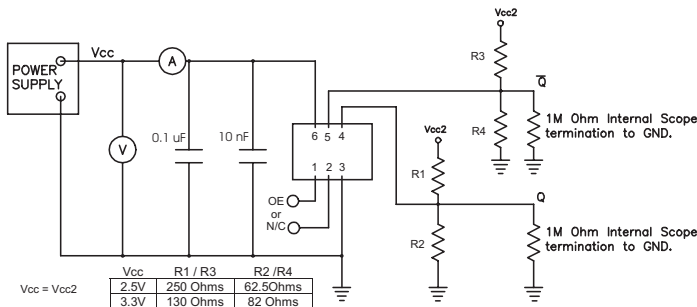 Vcc2
R3
Vcc
A
POWER
SUPPLY
Q
1M Ohm Internal Scope
termination to GND.
R4
0.1 uF
10 nF
6 5 4
Vcc2
V
1 2 3
R1
OE
or
N/C
Q
R2
1M Ohm Internal Scope
termination to GND.
Vcc = Vcc2
Vcc R1 / R3 R2 /R4
2.5V 250 Ohms 62.5Ohms
3.3V 130 Ohms 82 Ohms